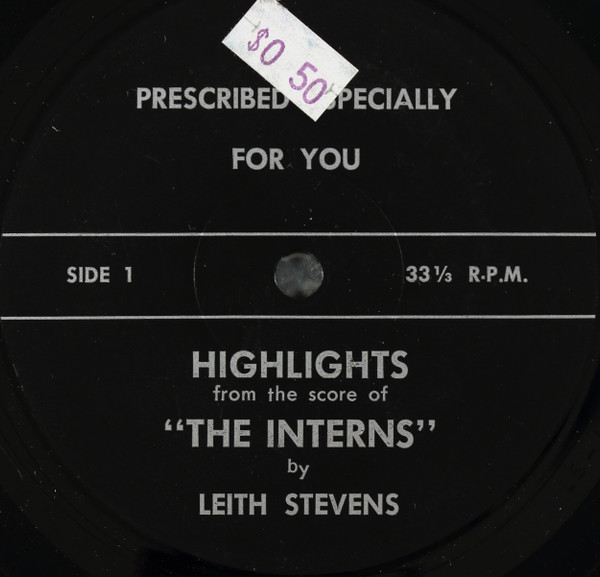 $0 50
PRESCRIBED SPECIALLY
FOR YOU
SIDE 1
33⅓ R.P.M.
HIGHLIGHTS
from the score of
“THE INTERNS”
by
LEITH STEVENS